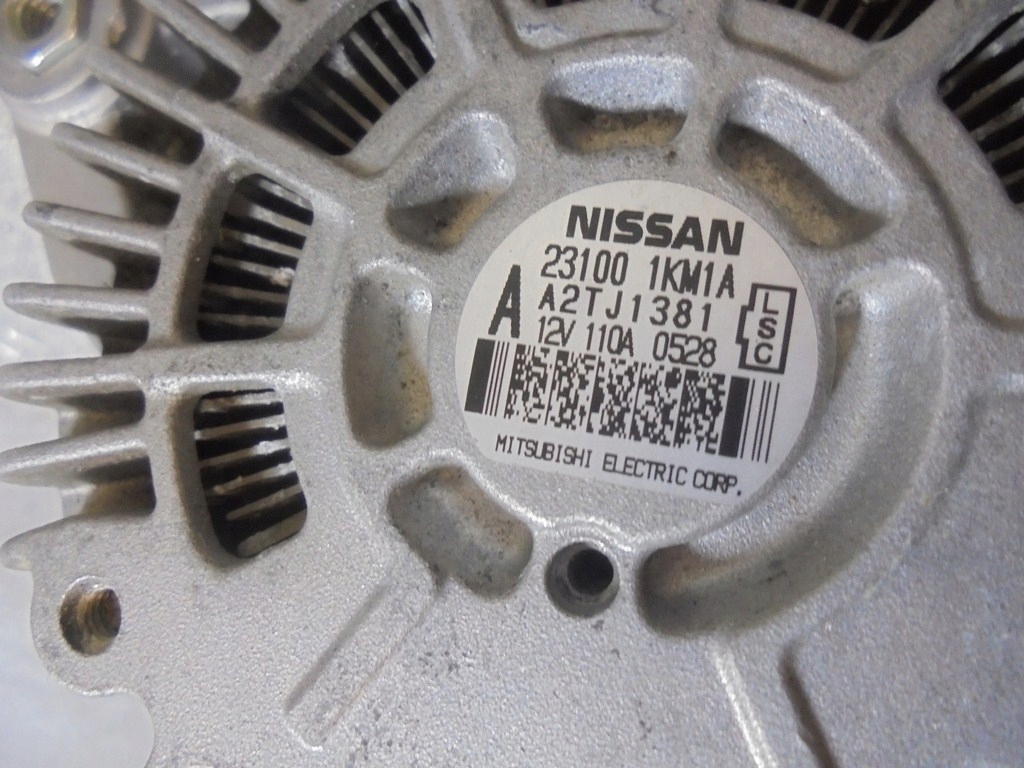 NISSAN
23100 1KM1A
A A2TJ1381
12V 110A 0528
LSC
MITSUBISHI ELECTRIC CORP.